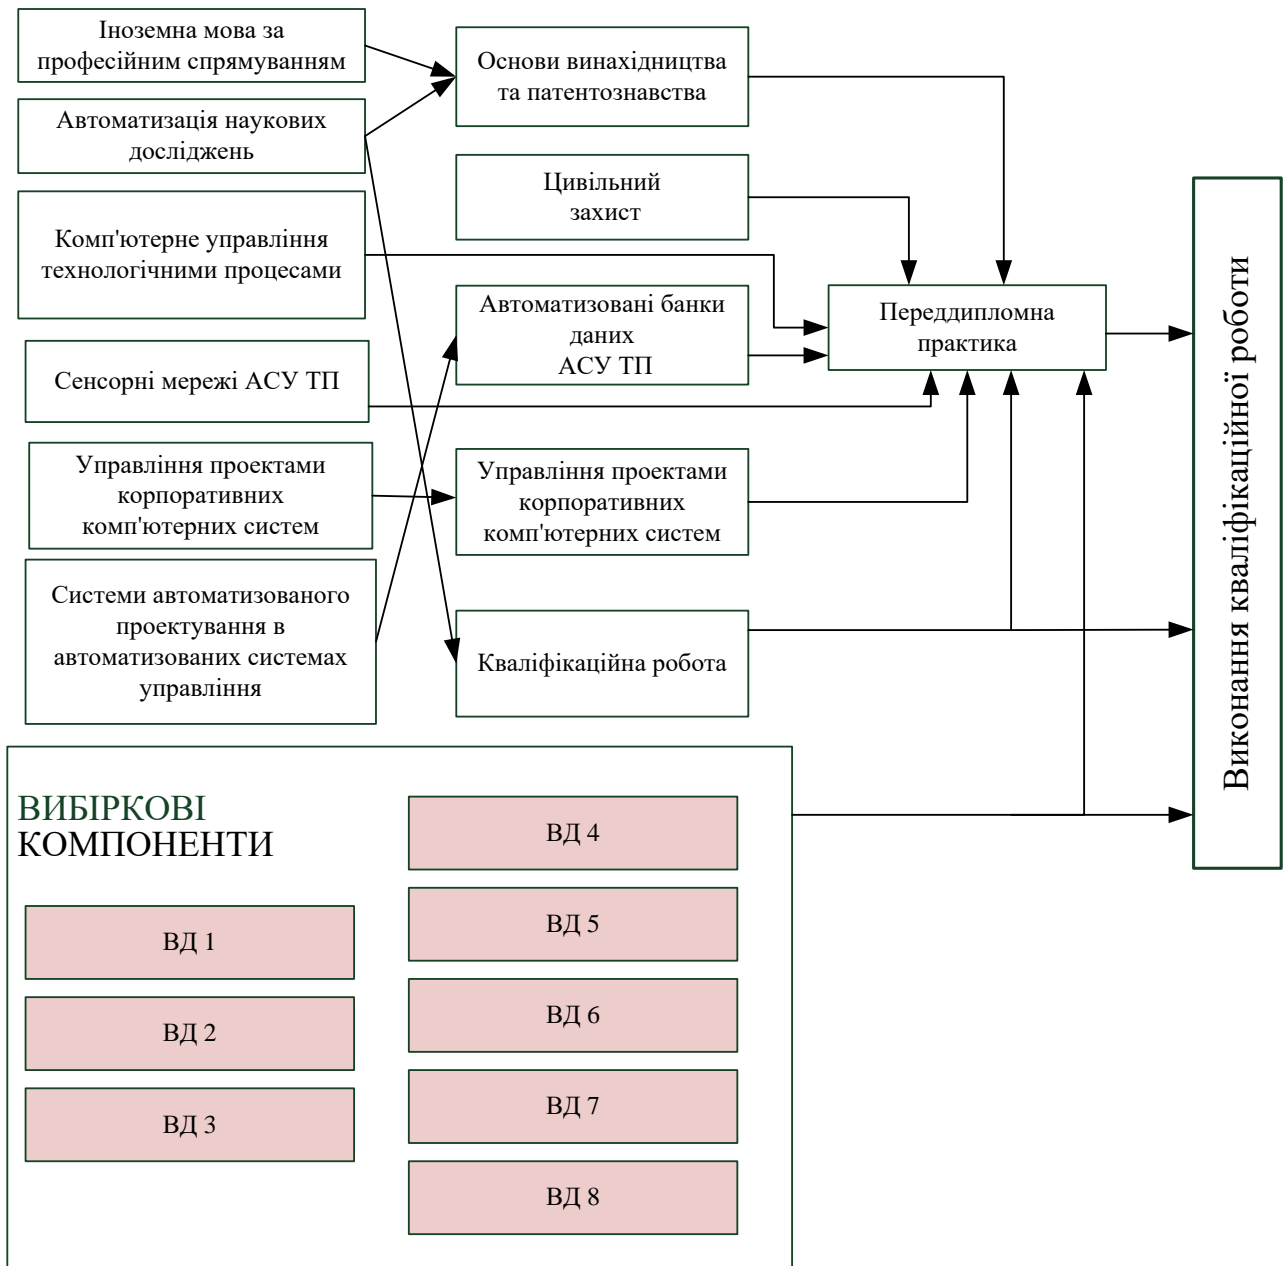 Іноземна мова за
професійним спрямуванням
Автоматизація наукових
досліджень
Комп'ютерне управління
технологічними процесами
Сенсорні мережі АСУ ТП
Управління проектами
корпоративних
комп'ютерних систем
Системи автоматизованого
проектування в
автоматизованих системах
управління
Основи винахідництва
та патентознавства
Цивільний
захист
Автоматизовані банки
даних
АСУ ТП
Управління проектами
корпоративних
комп'ютерних систем
Кваліфікаційна робота
Переддипломна
практика
Виконання кваліфікаційної роботи
ВИБІРКОВІ
КОМПОНЕНТИ
ВД 1
ВД 2
ВД 3
ВД 4
ВД 5
ВД 6
ВД 7
ВД 8